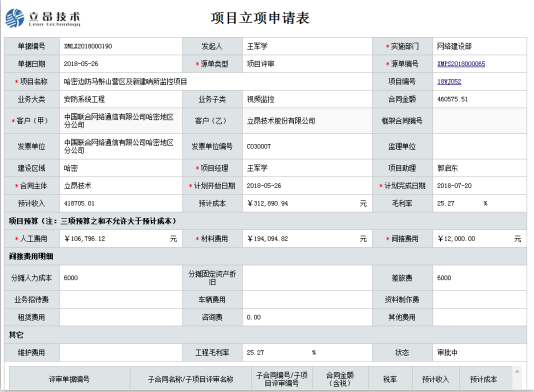 立昂技术
Leon Technology
项目立项申请表
单据编号 XMLX2018000190 发起人 王军学 *实施部门 网络建设部
单据日期 2018-05-26 *源单类型 项目评审 *源单编号 XMPS2018000065
*项目名称 哈密边防马鬃山营区及新建哨所监控项目 项目编号 18WJ052
业务大类 安防系统工程 业务子类 视频监控 合同金额 460575.51
*客户（甲） 中国联合网络通信有限公司哈密地区
分公司 客户（乙） 立昂技术股份有限公司 框架合同编号
发票单位 中国联合网络通信有限公司哈密地区
分公司 发票单位编号 C03000T 监理单位
建设区域 哈密 *项目经理 王军学 项目助理 郭启东
*合同主体 立昂技术 *计划开始日期 2018-05-26 *计划完成日期 2018-07-20
预计收入 418705.01 预计成本 ￥312,890.94 元 毛利率 25.27 %
项目预算（注：三项预算之和不允许大于预计成本）
*人工费用 ￥106,796.12 元 *材料费用 ￥194,094.82 元 *间接费用 ￥12,000.00 元
间接费用明细
分摊人力成本 6000 分摊固定资产折
旧 差旅费 6000
业务招待费 车辆费用 资料制作费
租赁费用 咨询费 0.00 其他费用
其它
维护费用 工程毛利率 25.27 % 状态 审批中
评审单据编号 子合同名称/子项目评审名称 子合同编号/子项
目评审编号 合同金额
（含税） 税率 预计收入 预计成本